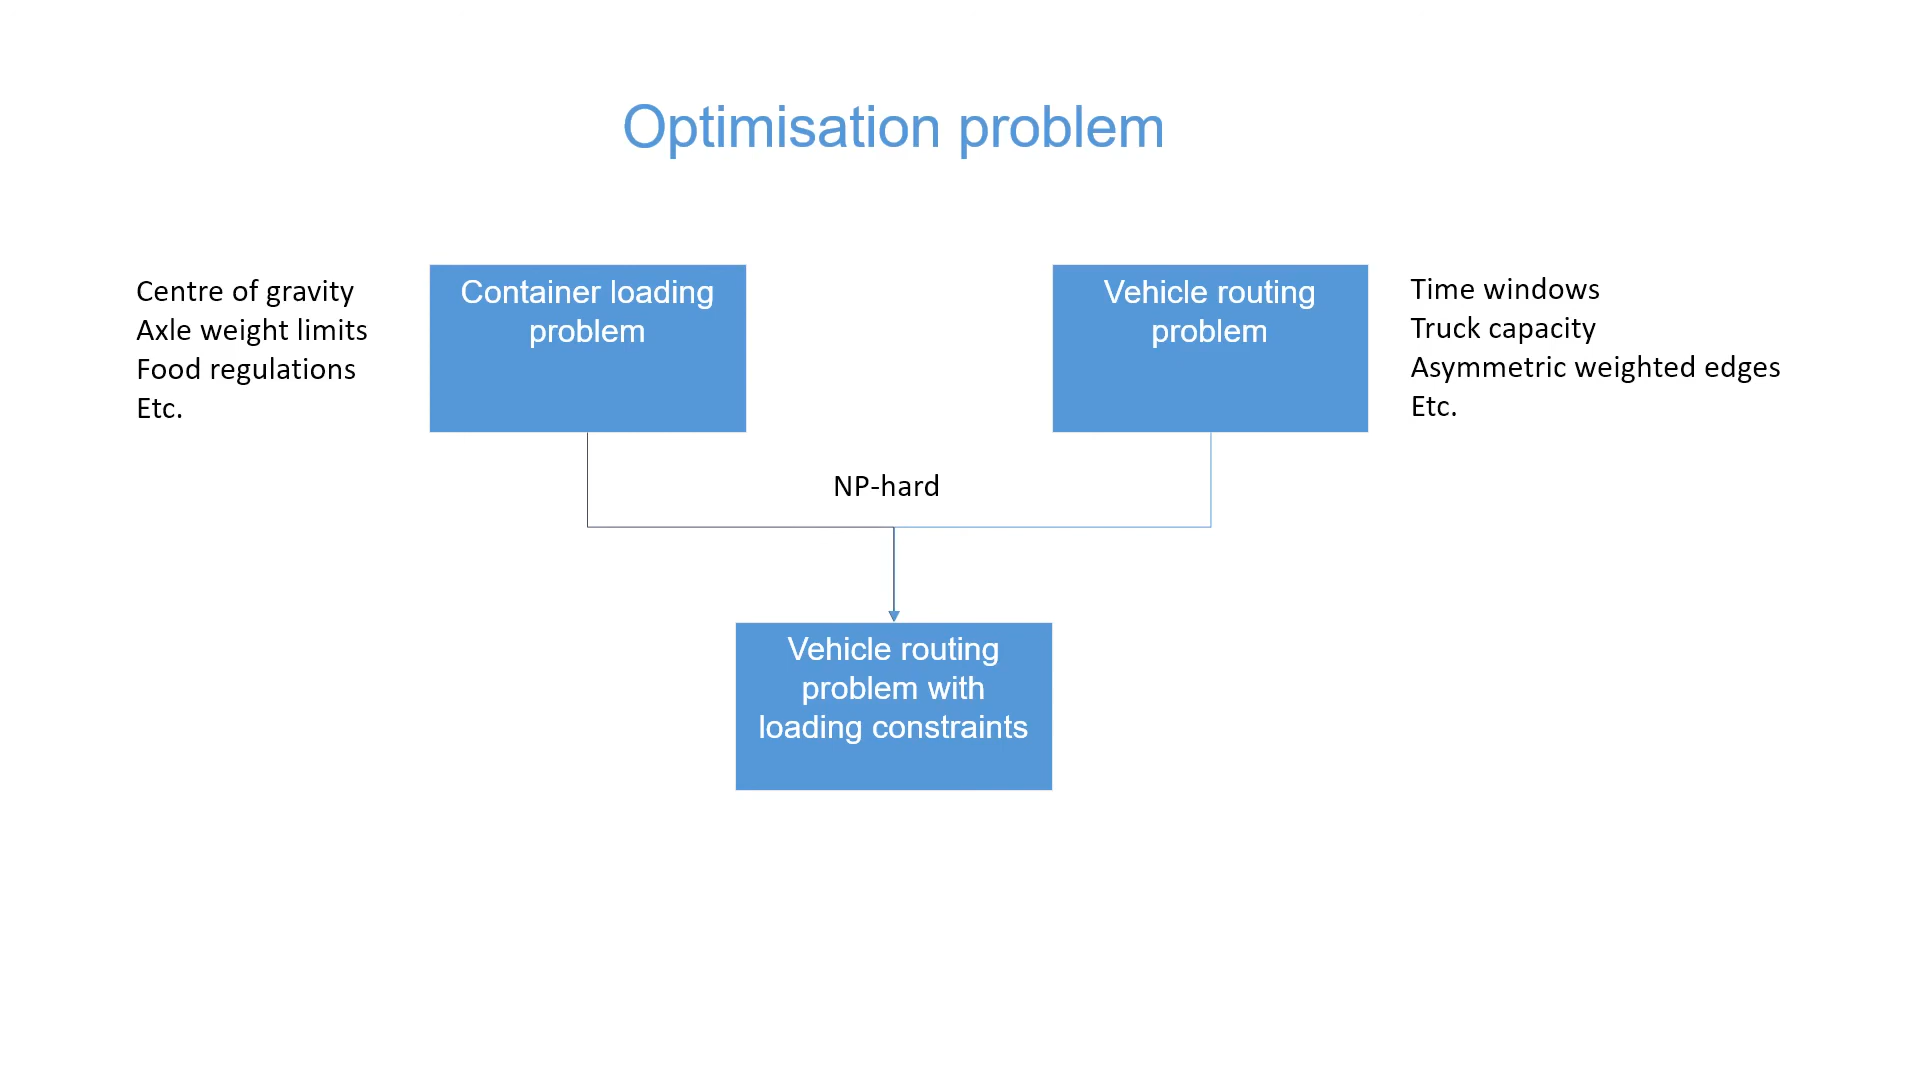 Optimisation problem
Centre of gravity
Axle weight limits
Food regulations
Etc.
Container loading
problem
Vehicle routing
problem
Time windows
Truck capacity
Asymmetric weighted edges
Etc.
NP-hard
Vehicle routing
problem with
loading constraints